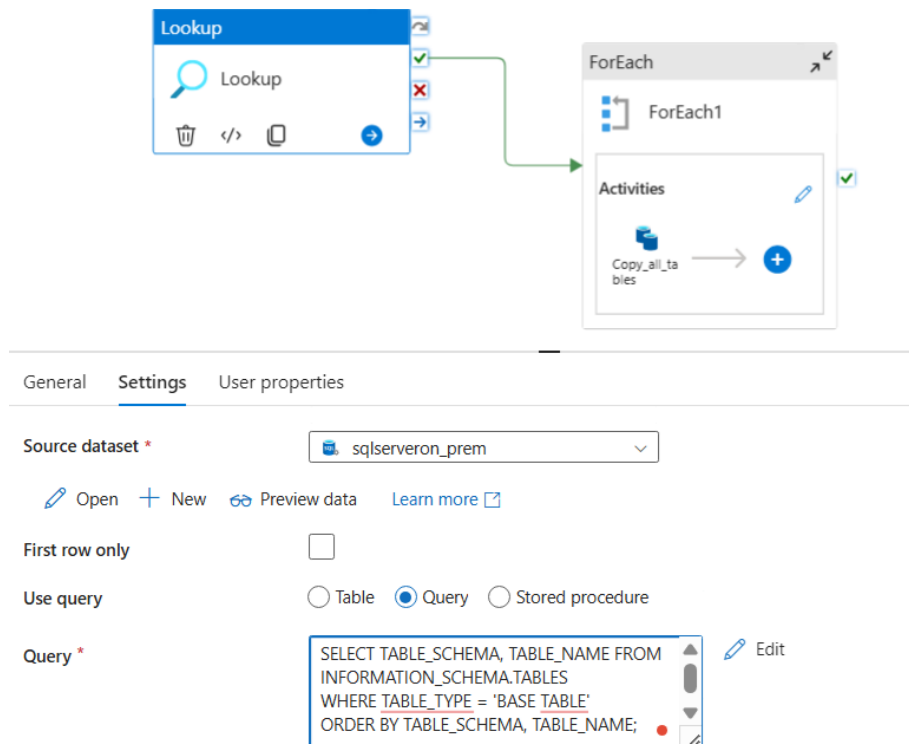 Lookup
Lookup
</>
ForEach
ForEach1
Activities
Copy_all_ta
bles
General Settings User properties
Source dataset *
sqlserveron_prem
Open New Preview data Learn more
First row only
Use query
Table Query Stored procedure
Query *
SELECT TABLE_SCHEMA, TABLE_NAME FROM
INFORMATION_SCHEMA.TABLES
WHERE TABLE_TYPE = 'BASE TABLE'
ORDER BY TABLE_SCHEMA, TABLE_NAME;
Edit